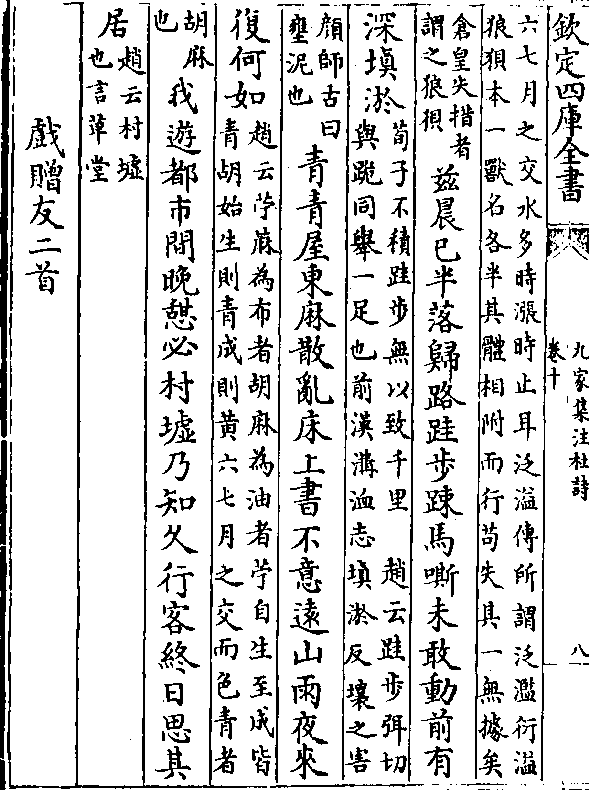 欽定四庫全書
九家集注杜詩
卷十
八
六七月之交水多時漲時止耳泛溢傳所謂泛濫衍溢
狼狽本一獸名各半其體相附而行苟失其一無據矣
倉皇失措者
謂之狼狽
兹晨已半落歸路跬步疎馬嘶未敢動前有
深填淤
荀子不積跬步無以致千里 趙云跬步弭切
與跪同舉一足也前漢溝洫志填淤反壤之害
顔師古曰
壅泥也
青青屋東麻散亂床上書不意遠山雨夜來
復何如
趙云苧麻為布者胡麻為油者苧自生至成皆
青胡始生則青成則黄六七月之交而色青者
胡麻
也
我遊都市間晚憩必村墟乃知久行客終日思其
居
趙云村墟
也言草堂
戲贈友二首